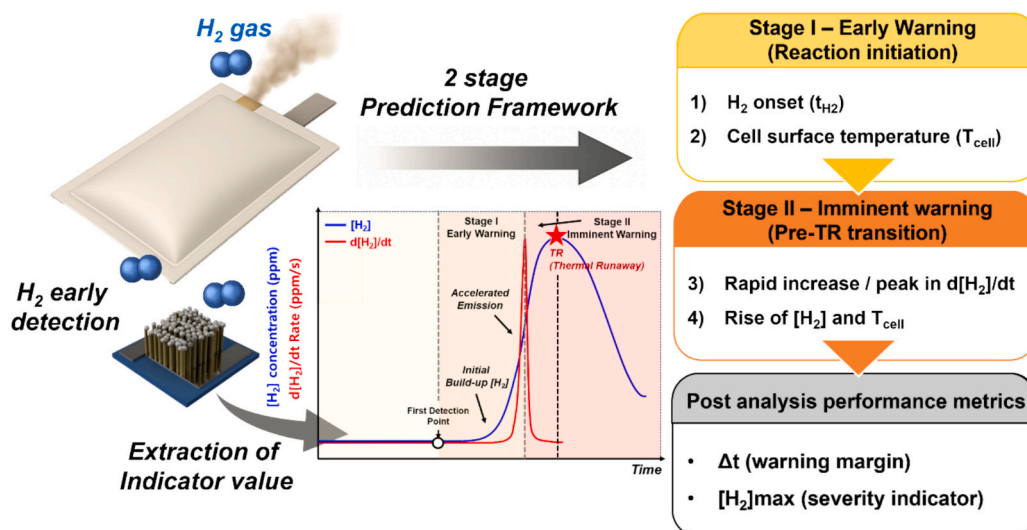 H₂ gas
2 stage
Prediction Framework
H₂ early
detection
Extraction of
Indicator value
[H₂] concentration (ppm)
d[H₂]/dt Rate (ppm/s)
[H₂]
d[H₂]/dt
Stage I
Early Warning
Stage II
Imminent Warning
TR
(Thermal Runaway)
Accelerated
Emission
Initial
Build-up [H₂]
First Detection
Point
Time
Stage I – Early Warning
(Reaction initiation)
1) H₂ onset (t_H2)
2) Cell surface temperature (T_cell)
Stage II – Imminent warning
(Pre-TR transition)
3) Rapid increase / peak in d[H₂]/dt
4) Rise of [H₂] and T_cell
Post analysis performance metrics
• Δt (warning margin)
• [H₂]max (severity indicator)